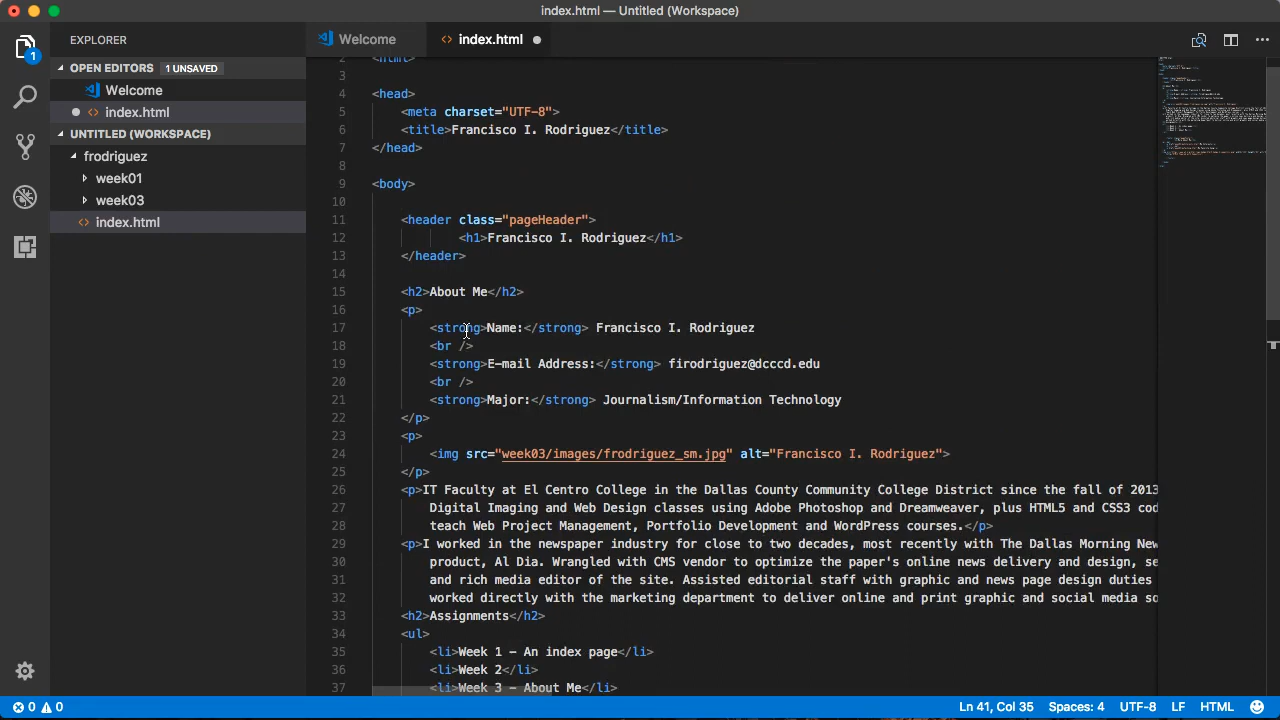 index.html — Untitled (Workspace)
EXPLORER
Welcome
<> index.html
OPEN EDITORS 1 UNSAVED
Welcome
<> index.html
UNTITLED (WORKSPACE)
frodriguez
week01
week03
<> index.html
1
2 <html>
3
4 <head>
5 <meta charset="UTF-8">
6 <title>Francisco I. Rodriguez</title>
7 </head>
8
9 <body>
10
11 <header class="pageHeader">
12 <h1>Francisco I. Rodriguez</h1>
13 </header>
14
15 <h2>About Me</h2>
16 <p>
17 <strong>Name:</strong> Francisco I. Rodriguez
18 <br />
19 <strong>E-mail Address:</strong> firodriguez@dcccd.edu
20 <br />
21 <strong>Major:</strong> Journalism/Information Technology
22 </p>
23 <p>
24 <img src="week03/images/frodriguez_sm.jpg" alt="Francisco I. Rodriguez">
25 </p>
26 <p>IT Faculty at El Centro College in the Dallas County Community College District since the fall of 2013
27 Digital Imaging and Web Design classes using Adobe Photoshop and Dreamweaver, plus HTML5 and CSS3 cod
28 teach Web Project Management, Portfolio Development and WordPress courses.</p>
29 <p>I worked in the newspaper industry for close to two decades, most recently with The Dallas Morning New
30 product, Al Dia. Wrangled with CMS vendor to optimize the paper's online news delivery and design, se
31 and rich media editor of the site. Assisted editorial staff with graphic and news page design duties
32 worked directly with the marketing department to deliver online and print graphic and social media so
33 <h2>Assignments</h2>
34 <ul>
35 <li>Week 1 – An index page</li>
36 <li>Week 2</li>
37 <li>Week 3 – About Me</li>
0 0 Ln 41, Col 35 Spaces: 4 UTF-8 LF HTML